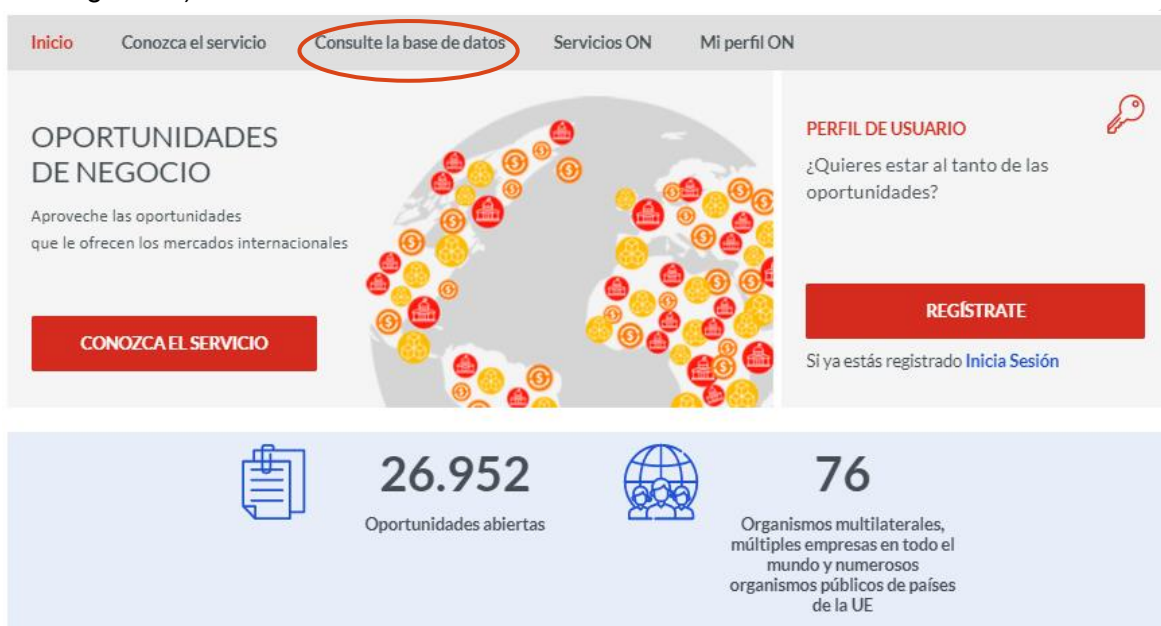 Inicio Conozca el servicio Consulte la base de datos Servicios ON Mi perfil ON
OPORTUNIDADES
DE NEGOCIO
Aproveche las oportunidades
que le ofrecen los mercados internacionales
CONOZCA EL SERVICIO
PERFIL DE USUARIO
¿Quieres estar al tanto de las
oportunidades?
REGÍSTRATE
Si ya estás registrado Inicia Sesión
26.952
Oportunidades abiertas
76
Organismos multilaterales,
múltiples empresas en todo el
mundo y numerosos
organismos públicos de países
de la UE